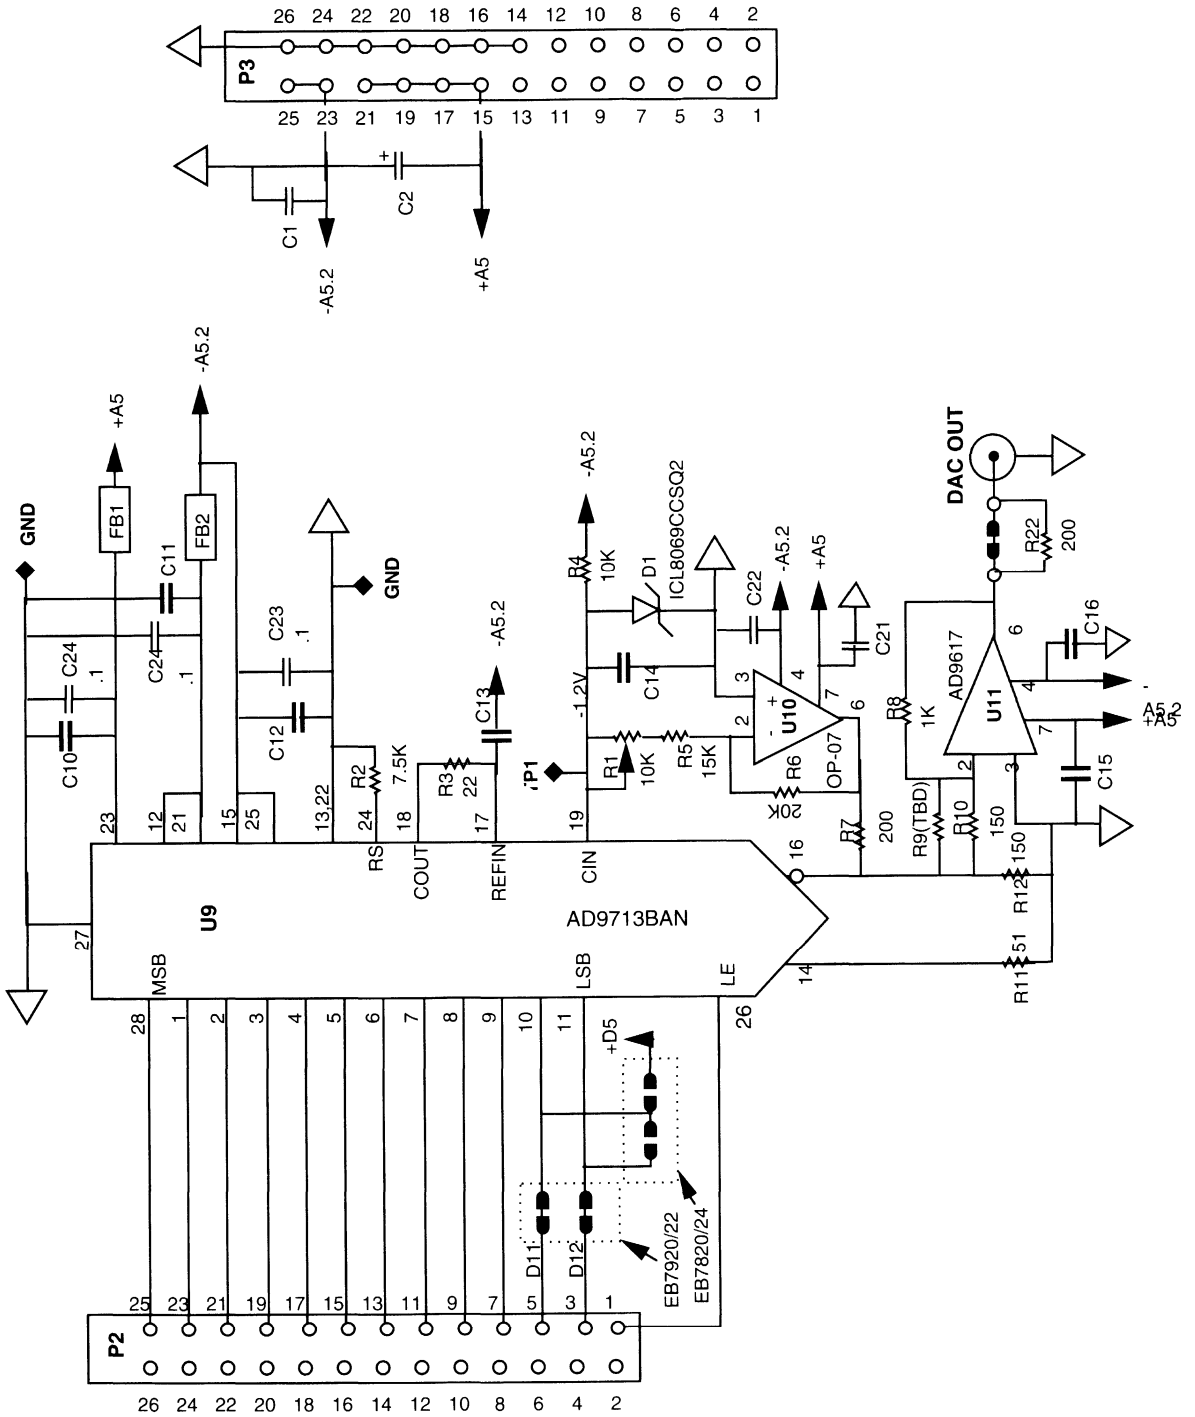 26 24 22 20 18 16 14 12 10 8 6 4 2
P3
25 23 21 19 17 15 13 11 9 7 5 3 1
+
C1
C2
-A5.2
+A5
GND
+A5
-A5.2
FB1
FB2
C11
C24
.1
C24
.1
C10
C23
.1
C12
GND
R2
7.5K
R3
22
C13
-A5.2
-A5.2
R4
10K
D1
ICL8069CCSQ2
-1.2V
C14
TP1
R1
10K
R5
15K
C22
-A5.2
+A5
C21
3
2
+
-
U10
4
7
6
OP-07
R6
20K
R7
200
DAC OUT
R22
200
AD9617
U11
6
4
7
2
3
R8
1K
R9(TBD)
R10
150
C16
-
A5.2
+A5
C15
R12
150
R11
51
23
12
21
15
25
13,22
24
18
17
19
16
14
RS
COUT
REFIN
CIN
27
U9
AD9713BAN
MSB
LSB
LE
28
1
2
3
4
5
6
7
8
9
10
11
26
+D5
D11
D12
EB7920/22
EB7820/24
P2
25 23 21 19 17 15 13 11 9 7 5 3 1
26 24 22 20 18 16 14 12 10 8 6 4 2